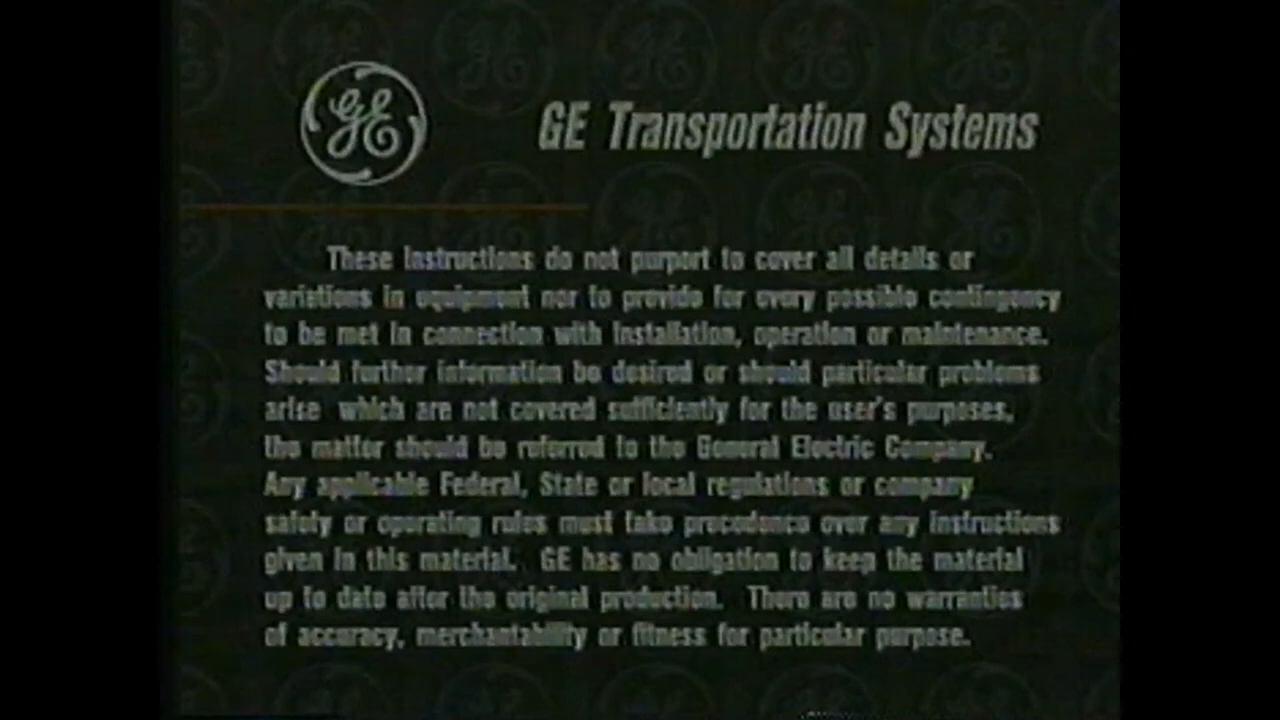 GE
GE Transportation Systems
These instructions do not purport to cover all details or
variations in equipment nor to provide for every possible contingency
to be met in connection with installation, operation or maintenance.
Should further information be desired or should particular problems
arise which are not covered sufficiently for the user's purposes,
the matter should be referred to the General Electric Company.
Any applicable Federal, State or local regulations or company
safety or operating rules must take precedence over any instructions
given in this material. GE has no obligation to keep the material
up to date after the original production. There are no warranties
of accuracy, merchantability or fitness for particular purpose.